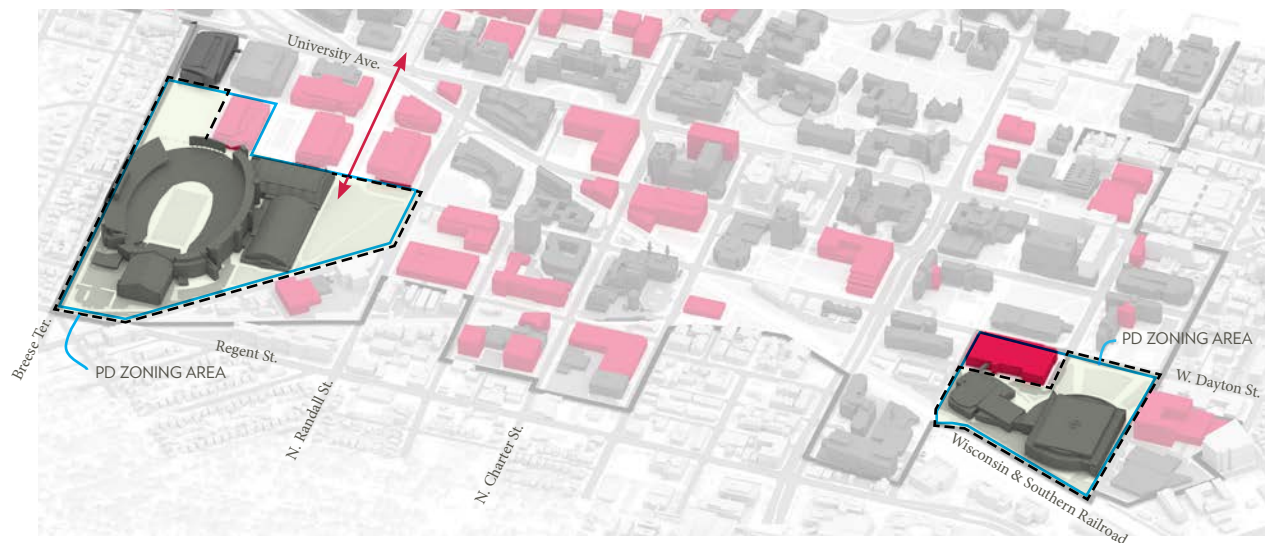 University Ave.
Breese Ter.
PD ZONING AREA
Regent St.
N. Randall St.
N. Charter St.
PD ZONING AREA
W. Dayton St.
Wisconsin & Southern Railroad